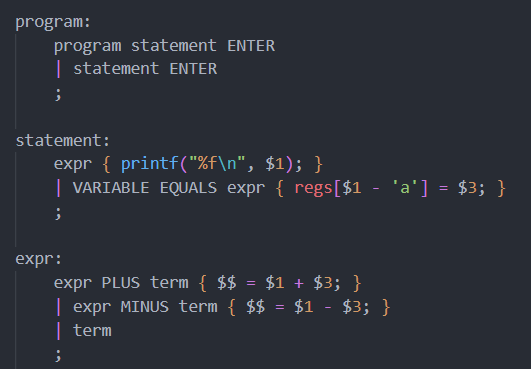 program:
    program statement ENTER
    | statement ENTER
    ;

statement:
    expr { printf("%f\n", $1); }
    | VARIABLE EQUALS expr { regs[$1 - 'a'] = $3; }
    ;

expr:
    expr PLUS term { $$ = $1 + $3; }
    | expr MINUS term { $$ = $1 - $3; }
    | term
    ;